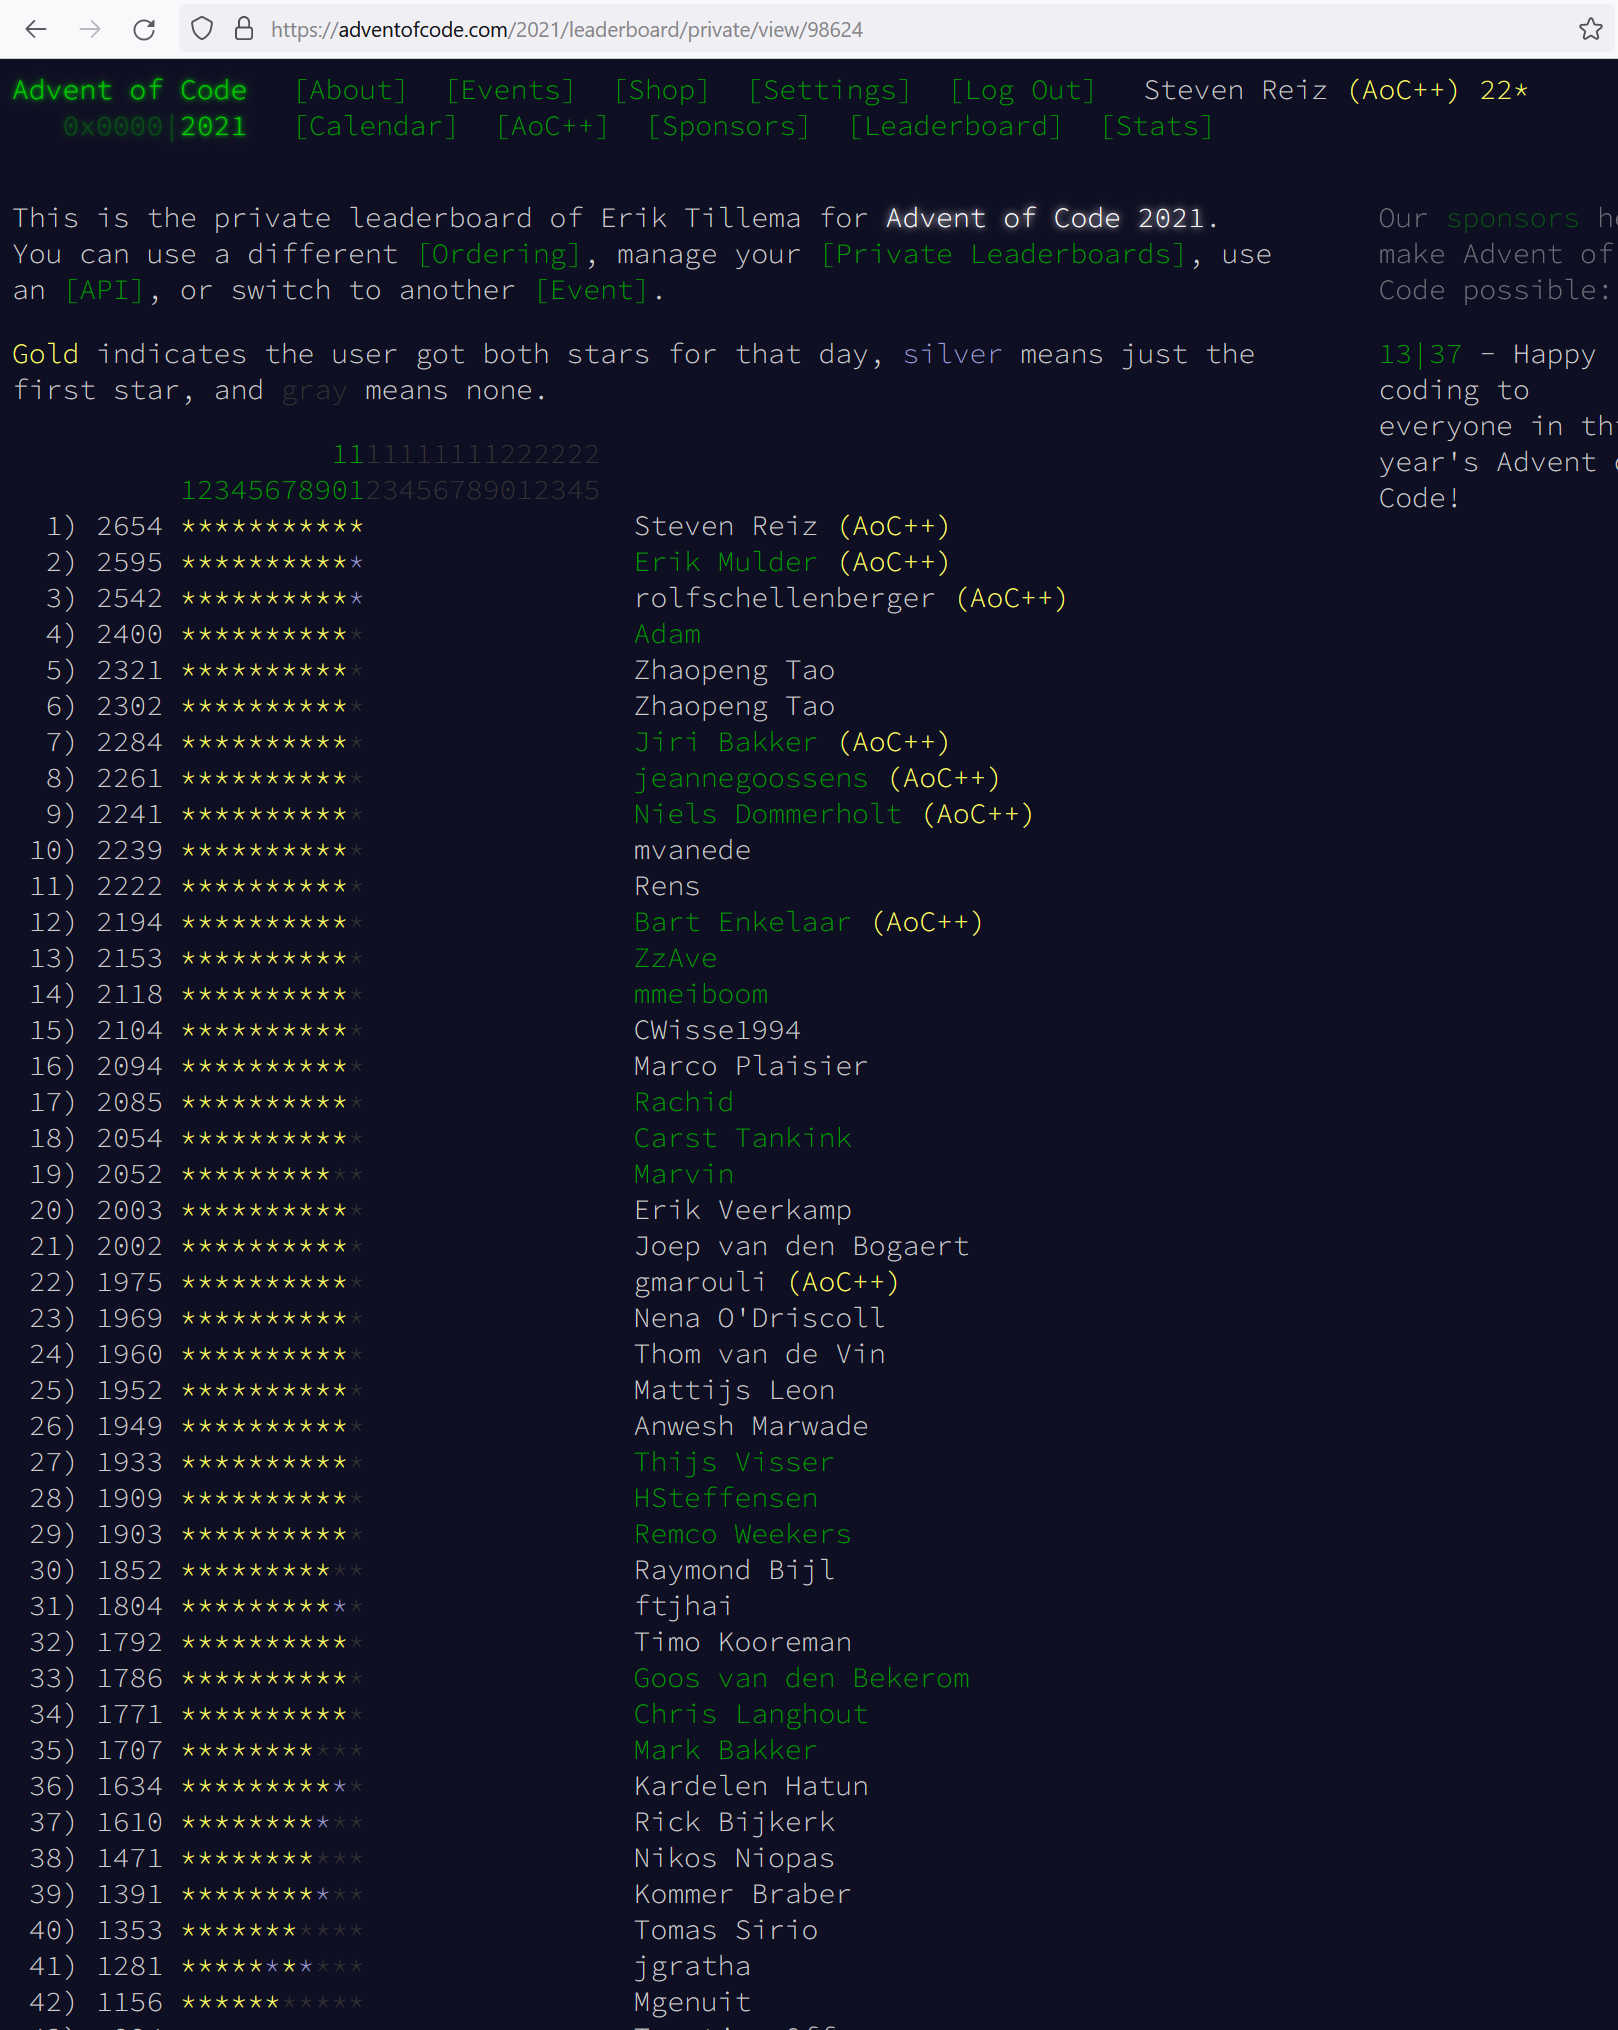 https://adventofcode.com/2021/leaderboard/private/view/98624
Advent of Code [About] [Events] [Shop] [Settings] [Log Out] Steven Reiz (AoC++) 22*
0x0000|2021 [Calendar] [AoC++] [Sponsors] [Leaderboard] [Stats]
This is the private leaderboard of Erik Tillema for Advent of Code 2021.
You can use a different [Ordering], manage your [Private Leaderboards], use
an [API], or switch to another [Event].
Gold indicates the user got both stars for that day, silver means just the
first star, and gray means none.
1111111111222222
1234567890123456789012345
1) 2654 *********** Steven Reiz (AoC++)
2) 2595 *********** Erik Mulder (AoC++)
3) 2542 *********** rolfschellenberger (AoC++)
4) 2400 *********** Adam
5) 2321 *********** Zhaopeng Tao
6) 2302 *********** Zhaopeng Tao
7) 2284 *********** Jiri Bakker (AoC++)
8) 2261 *********** jeannegoossens (AoC++)
9) 2241 *********** Niels Dommerholt (AoC++)
10) 2239 *********** mvanede
11) 2222 *********** Rens
12) 2194 *********** Bart Enkelaar (AoC++)
13) 2153 *********** ZzAve
14) 2118 *********** mmeiboom
15) 2104 *********** CWisse1994
16) 2094 *********** Marco Plaisier
17) 2085 *********** Rachid
18) 2054 *********** Carst Tankink
19) 2052 *********** Marvin
20) 2003 *********** Erik Veerkamp
21) 2002 *********** Joep van den Bogaert
22) 1975 *********** gmarouli (AoC++)
23) 1969 *********** Nena O'Driscoll
24) 1960 *********** Thom van de Vin
25) 1952 *********** Mattijs Leon
26) 1949 *********** Anwesh Marwade
27) 1933 *********** Thijs Visser
28) 1909 *********** HSteffensen
29) 1903 *********** Remco Weekers
30) 1852 *********** Raymond Bijl
31) 1804 *********** ftjhai
32) 1792 *********** Timo Kooreman
33) 1786 *********** Goos van den Bekerom
34) 1771 *********** Chris Langhout
35) 1707 *********** Mark Bakker
36) 1634 *********** Kardelen Hatun
37) 1610 *********** Rick Bijkerk
38) 1471 *********** Nikos Niopas
39) 1391 *********** Kommer Braber
40) 1353 *********** Tomas Sirio
41) 1281 *********** jgratha
42) 1156 *********** Mgenuit
Our sponsors
make Advent of
Code possible:
13|37 - Happy
coding to
everyone in
year's Advent
Code!